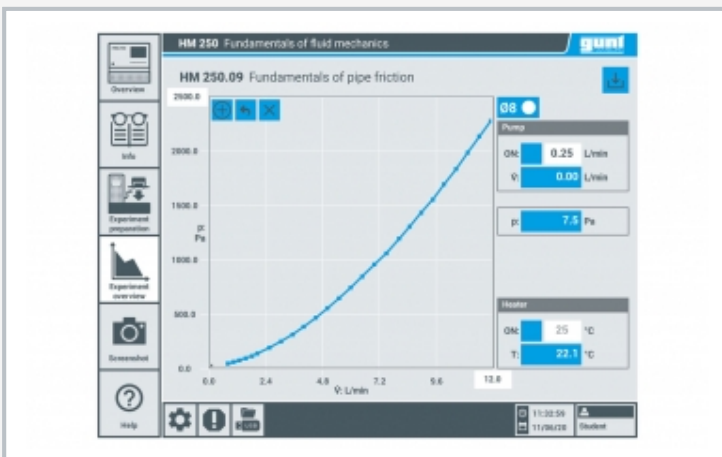 HM 250 Fundamentals of fluid mechanics
gunt
HM 250.09 Fundamentals of pipe friction
Overview
Info
Experiment
preparation
Experiment
overview
Screenshot
Help
2500.0
2000.0
1500.0
p:
Pa
1000.0
500.0
0.0
0.0 2.4 4.8 7.2 9.6 12.0
V̇: L/min
Ø8
Pump
ON: 0.25 L/min
V̇: 0.00 L/min
p: 7.5 Pa
Heater
ON: 25 °C
T: 22.1 °C
USB
11:32:59
11/06/20
Student